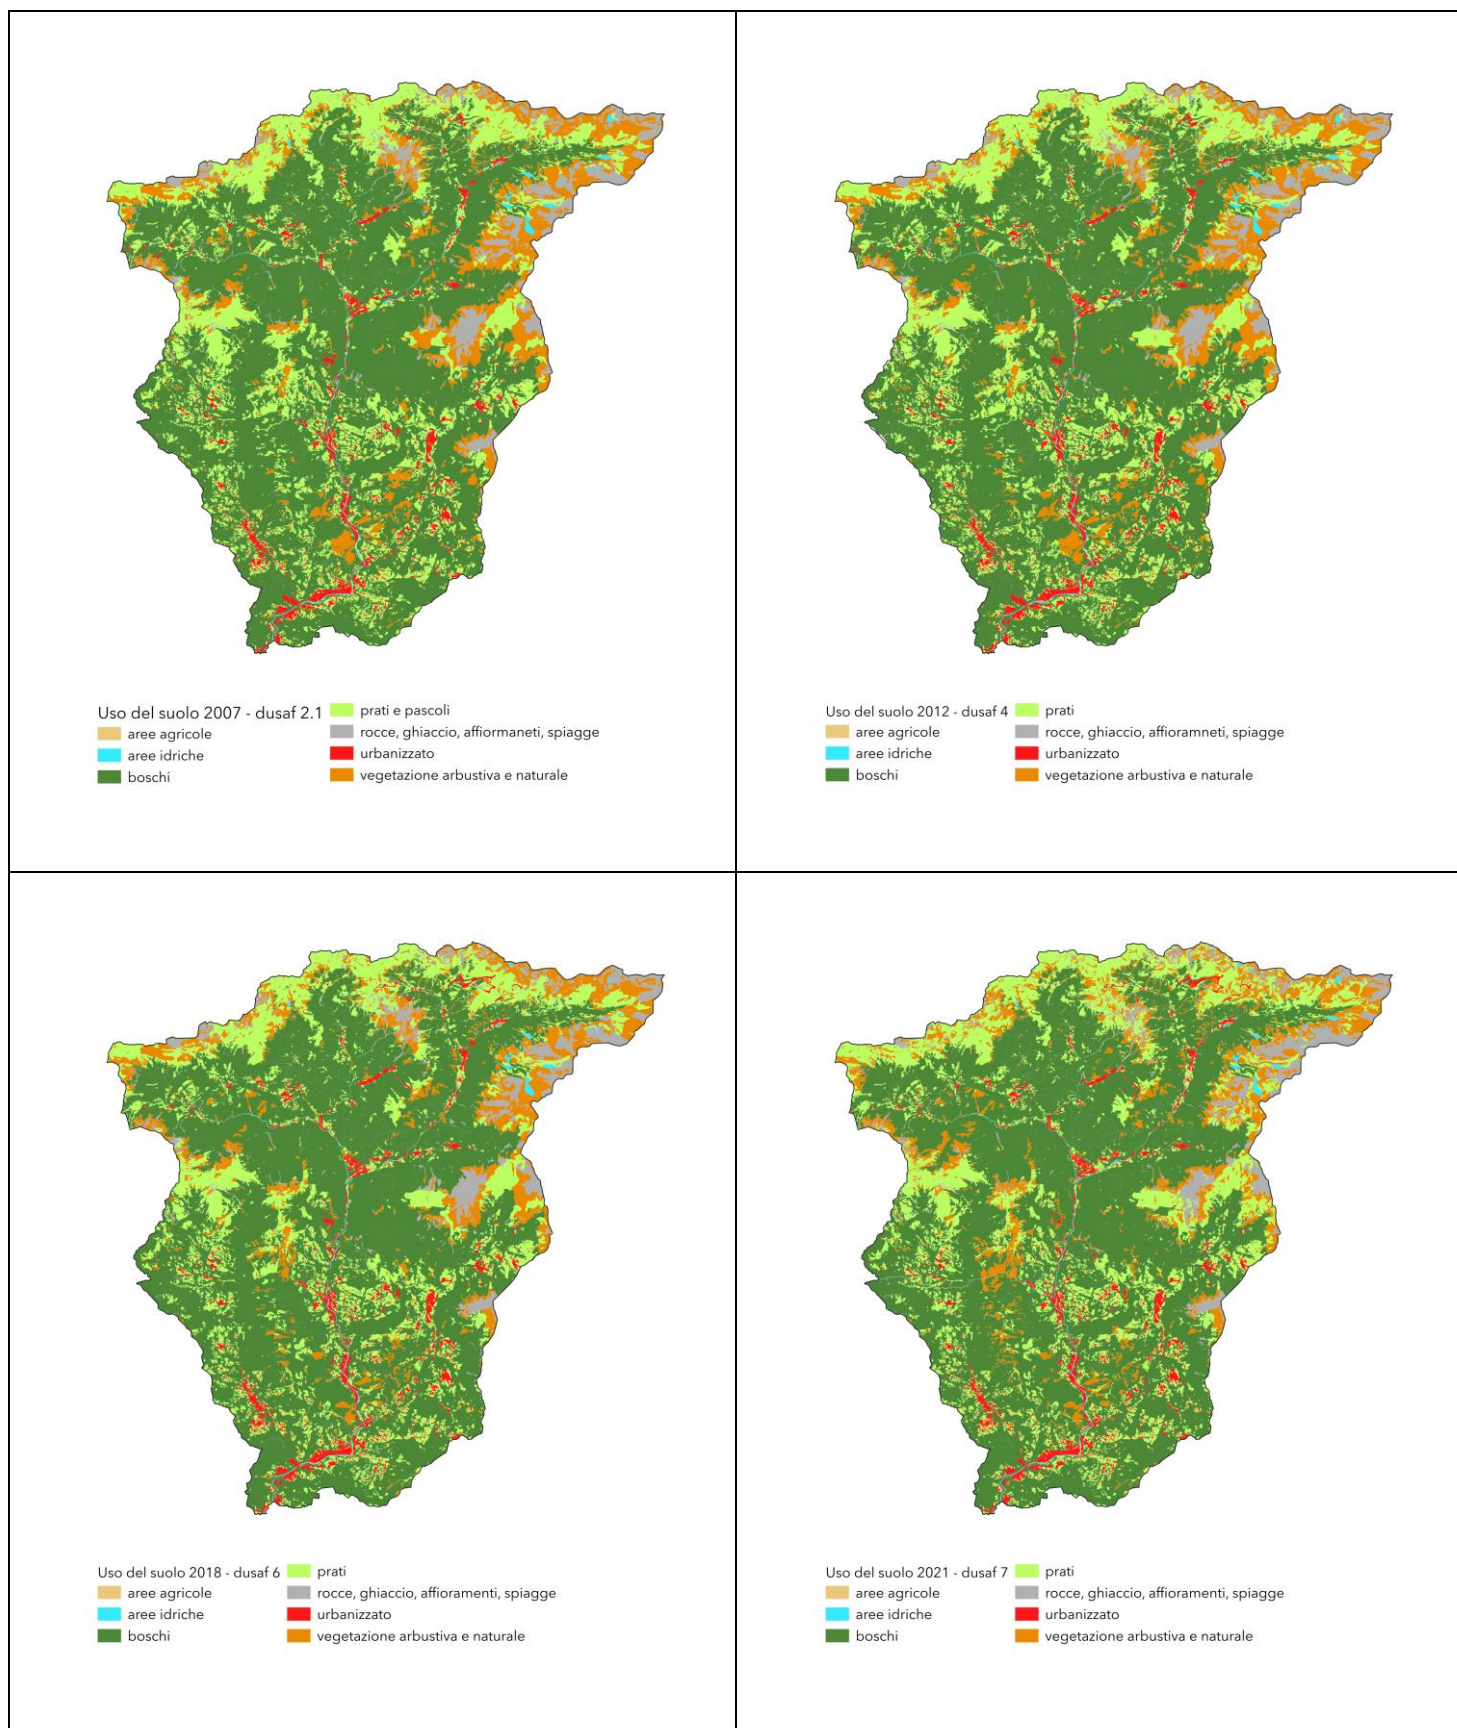 Uso del suolo 2007 - dusaf 2.1
aree agricole
aree idriche
boschi
prati e pascoli
rocce, ghiaccio, affiormaneti, spiagge
urbanizzato
vegetazione arbustiva e naturale
Uso del suolo 2012 - dusaf 4
aree agricole
aree idriche
boschi
prati
rocce, ghiaccio, affioramneti, spiagge
urbanizzato
vegetazione arbustiva e naturale
Uso del suolo 2018 - dusaf 6
aree agricole
aree idriche
boschi
prati
rocce, ghiaccio, affioramenti, spiagge
urbanizzato
vegetazione arbustiva e naturale
Uso del suolo 2021 - dusaf 7
aree agricole
aree idriche
boschi
prati
rocce, ghiaccio, affioramenti, spiagge
urbanizzato
vegetazione arbustiva e naturale